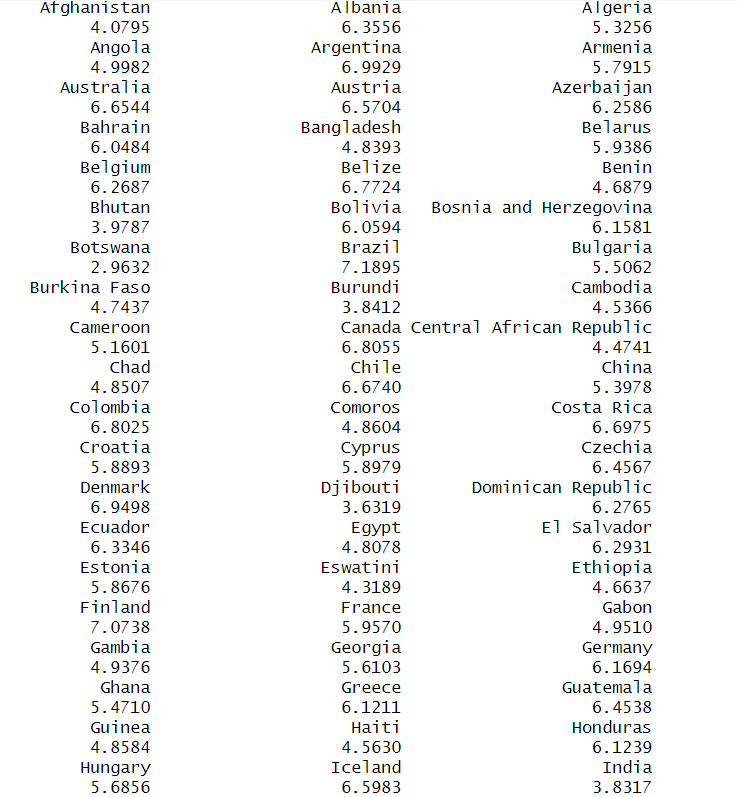 Afghanistan Albania Algeria
4.0795 6.3556 5.3256
Angola Argentina Armenia
4.9982 6.9929 5.7915
Australia Austria Azerbaijan
6.6544 6.5704 6.2586
Bahrain Bangladesh Belarus
6.0484 4.8393 5.9386
Belgium Belize Benin
6.2687 6.7724 4.6879
Bhutan Bolivia Bosnia and Herzegovina
3.9787 6.0594 6.1581
Botswana Brazil Bulgaria
2.9632 7.1895 5.5062
Burkina Faso Burundi Cambodia
4.7437 3.8412 4.5366
Cameroon Canada Central African Republic
5.1601 6.8055 4.4741
Chad Chile China
4.8507 6.6740 5.3978
Colombia Comoros Costa Rica
6.8025 4.8604 6.6975
Croatia Cyprus Czechia
5.8893 5.8979 6.4567
Denmark Djibouti Dominican Republic
6.9498 3.6319 6.2765
Ecuador Egypt El Salvador
6.3346 4.8078 6.2931
Estonia Eswatini Ethiopia
5.8676 4.3189 4.6637
Finland France Gabon
7.0738 5.9570 4.9510
Gambia Georgia Germany
4.9376 5.6103 6.1694
Ghana Greece Guatemala
5.4710 6.1211 6.4538
Guinea Haiti Honduras
4.8584 4.5630 6.1239
Hungary Iceland India
5.6856 6.5983 3.8317